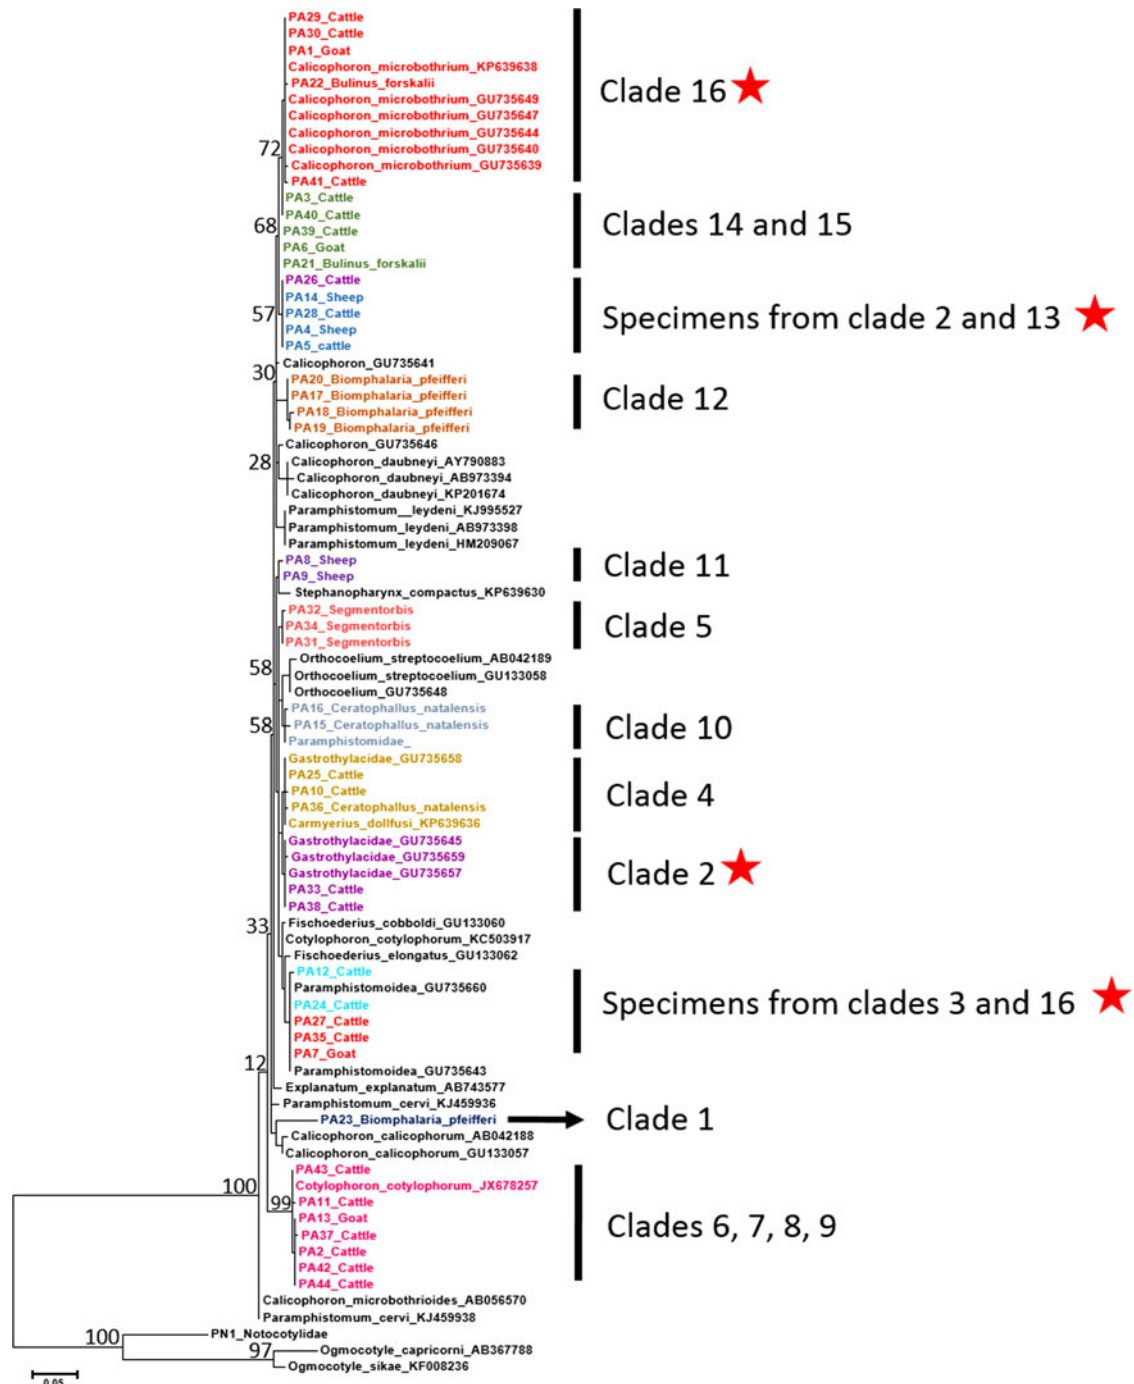 PA29_Cattle
PA30_Cattle
PA1_Goat
Calicophoron_microbothrium_KP639638
PA22_Bulinus_forskalii
Calicophoron_microbothrium_GU735649
Calicophoron_microbothrium_GU735647
Calicophoron_microbothrium_GU735644
Calicophoron_microbothrium_GU735640
Calicophoron_microbothrium_GU735639
PA41_Cattle
Clade 16
72
PA3_Cattle
PA40_Cattle
PA39_Cattle
PA6_Goat
PA21_Bulinus_forskalii
Clades 14 and 15
68
PA26_Cattle
PA14_Sheep
PA28_Cattle
PA4_Sheep
PA5_cattle
Specimens from clade 2 and 13
57
Calicophoron_GU735641
30
PA20_Biomphalaria_pfeifferi
PA17_Biomphalaria_pfeifferi
PA18_Biomphalaria_pfeifferi
PA19_Biomphalaria_pfeifferi
Clade 12
Calicophoron_GU735646
28
Calicophoron_daubneyi_AY790883
Calicophoron_daubneyi_AB973394
Calicophoron_daubneyi_KP201674
Paramphistomum__leydeni_KJ995527
Paramphistomum_leydeni_AB973398
Paramphistomum_leydeni_HM209067
PA8_Sheep
PA9_Sheep
Clade 11
Stephanopharynx_compactus_KP639630
PA32_Segmentorbis
PA34_Segmentorbis
PA31_Segmentorbis
Clade 5
58
Orthocoelium_streptocoelium_AB042189
Orthocoelium_streptocoelium_GU133058
Orthocoelium_GU735648
58
PA16_Ceratophallus_natalensis
PA15_Ceratophallus_natalensis
Paramphistomidae_
Clade 10
Gastrothylacidae_GU735658
PA25_Cattle
PA10_Cattle
PA36_Ceratophallus_natalensis
Carmyerius_dollfusi_KP639636
Clade 4
Gastrothylacidae_GU735645
Gastrothylacidae_GU735659
Gastrothylacidae_GU735657
PA33_Cattle
PA38_Cattle
Clade 2
33
Fischoederius_cobboldi_GU133060
Cotylophoron_cotylophorum_KC503917
Fischoederius_elongatus_GU133062
PA12_Cattle
Paramphistomoidea_GU735660
PA24_Cattle
PA27_Cattle
PA35_Cattle
PA7_Goat
Specimens from clades 3 and 16
12
Paramphistomoidea_GU735643
Explanatum_explanatum_AB743577
Paramphistomum_cervi_KJ459936
PA23_Biomphalaria_pfeifferi
Clade 1
Calicophoron_calicophorum_AB042188
Calicophoron_calicophorum_GU133057
100
99
PA43_Cattle
Cotylophoron_cotylophorum_JX678257
PA11_Cattle
PA13_Goat
PA37_Cattle
PA2_Cattle
PA42_Cattle
PA44_Cattle
Clades 6, 7, 8, 9
Calicophoron_microbothrioides_AB056570
Paramphistomum_cervi_KJ459938
100
PN1_Notocotylidae
97
Ogmocotyle_capricorni_AB367788
Ogmocotyle_sikae_KF008236
0.05